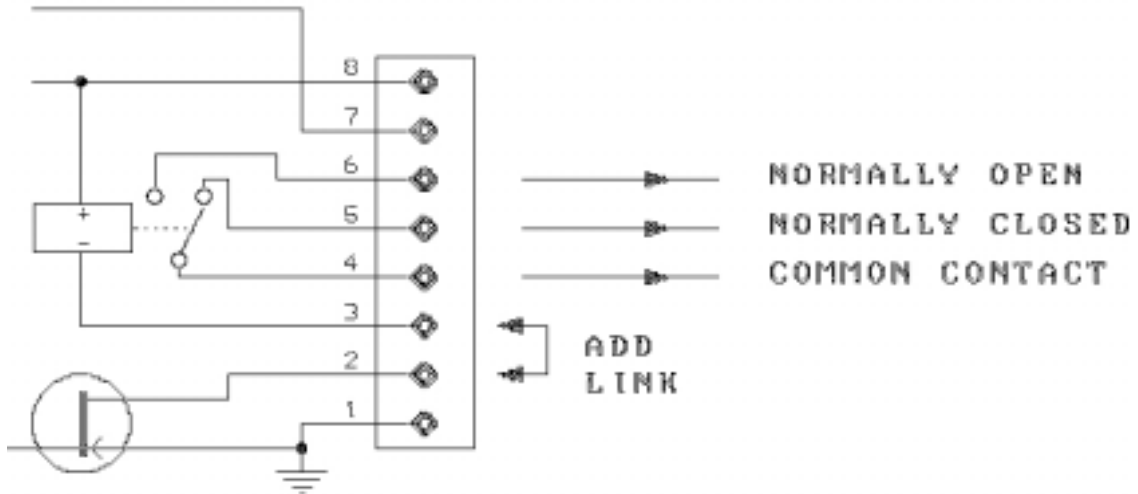 8
7
6
5
4
3
2
1
+
-
NORMALLY OPEN
NORMALLY CLOSED
COMMON CONTACT
ADD
LINK